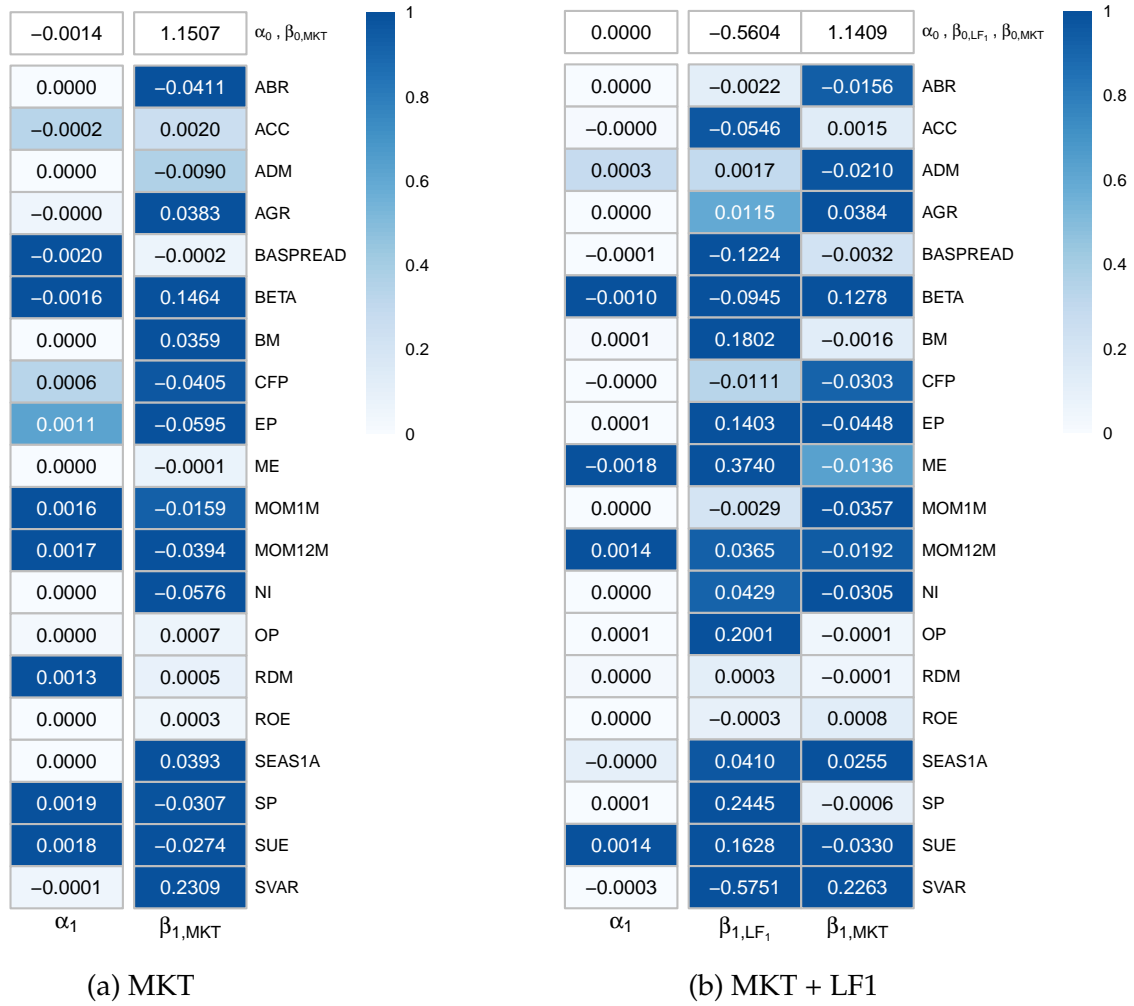 −0.0014 1.1507 α₀ , β₀,MKT
0.0000 −0.0411 ABR
−0.0002 0.0020 ACC
0.0000 −0.0090 ADM
−0.0000 0.0383 AGR
−0.0020 −0.0002 BASPREAD
−0.0016 0.1464 BETA
0.0000 0.0359 BM
0.0006 −0.0405 CFP
0.0011 −0.0595 EP
0.0000 −0.0001 ME
0.0016 −0.0159 MOM1M
0.0017 −0.0394 MOM12M
0.0000 −0.0576 NI
0.0000 0.0007 OP
0.0013 0.0005 RDM
0.0000 0.0003 ROE
0.0000 0.0393 SEAS1A
0.0019 −0.0307 SP
0.0018 −0.0274 SUE
−0.0001 0.2309 SVAR
α₁ β₁,MKT
1
0.8
0.6
0.4
0.2
0
(a) MKT
0.0000 −0.5604 1.1409 α₀ , β₀,LF₁ , β₀,MKT
0.0000 −0.0022 −0.0156 ABR
−0.0000 −0.0546 0.0015 ACC
0.0003 0.0017 −0.0210 ADM
0.0000 0.0115 0.0384 AGR
−0.0001 −0.1224 −0.0032 BASPREAD
−0.0010 −0.0945 0.1278 BETA
0.0001 0.1802 −0.0016 BM
−0.0000 −0.0111 −0.0303 CFP
0.0001 0.1403 −0.0448 EP
−0.0018 0.3740 −0.0136 ME
0.0000 −0.0029 −0.0357 MOM1M
0.0014 0.0365 −0.0192 MOM12M
0.0000 0.0429 −0.0305 NI
0.0001 0.2001 −0.0001 OP
0.0000 0.0003 −0.0001 RDM
0.0000 −0.0003 0.0008 ROE
−0.0000 0.0410 0.0255 SEAS1A
0.0001 0.2445 −0.0006 SP
0.0014 0.1628 −0.0330 SUE
−0.0003 −0.5751 0.2263 SVAR
α₁ β₁,LF₁ β₁,MKT
1
0.8
0.6
0.4
0.2
0
(b) MKT + LF1